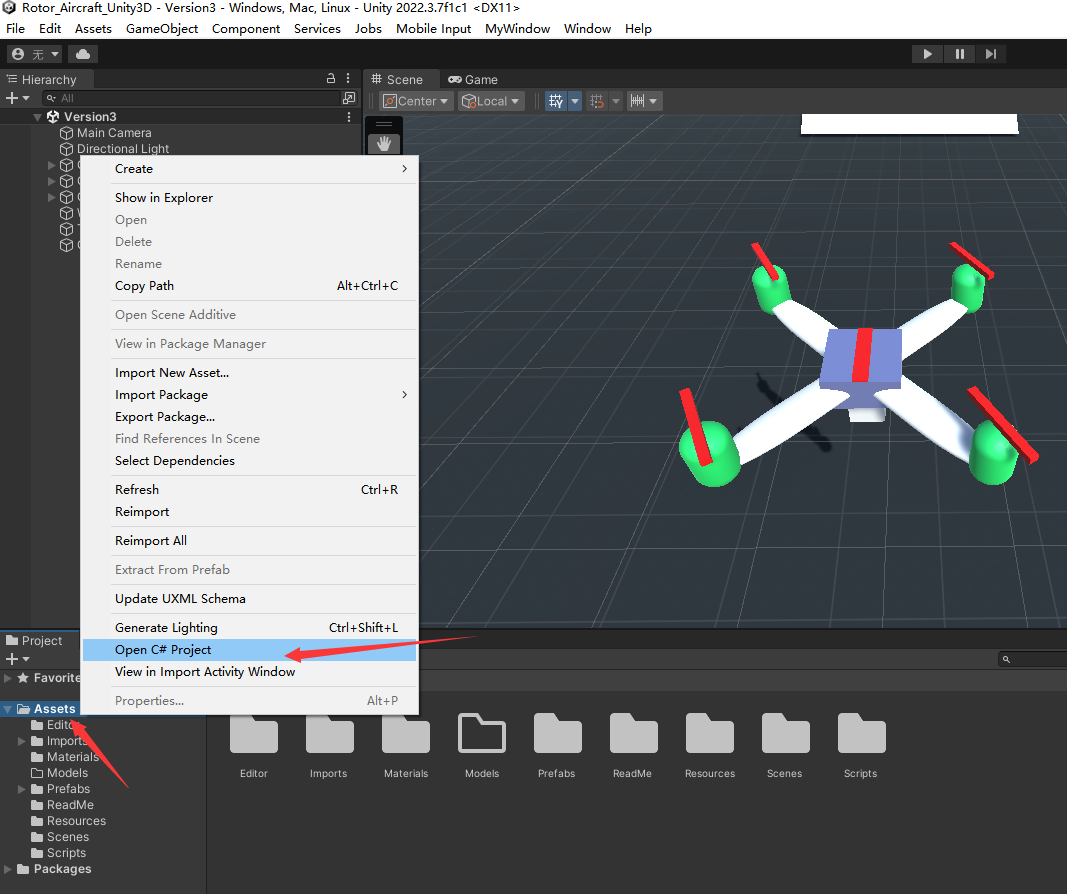 Rotor_Aircraft_Unity3D - Version3 - Windows, Mac, Linux - Unity 2022.3.7f1c1 <DX11>
File Edit Assets GameObject Component Services Jobs Mobile Input MyWindow Window Help
无
Hierarchy
Scene
Game
All
Center
Local
Version3
Main Camera
Directional Light
Create
Show in Explorer
Open
Delete
Rename
Copy Path Alt+Ctrl+C
Open Scene Additive
View in Package Manager
Import New Asset...
Import Package
Export Package...
Find References In Scene
Select Dependencies
Refresh Ctrl+R
Reimport
Reimport All
Extract From Prefab
Update UXML Schema
Generate Lighting Ctrl+Shift+L
Open C# Project
View in Import Activity Window
Properties... Alt+P
Project
Favorite
Assets
Editor
Imports
Materials
Models
Prefabs
ReadMe
Resources
Scenes
Scripts
Packages
Editor Imports Materials Models Prefabs ReadMe Resources Scenes Scripts